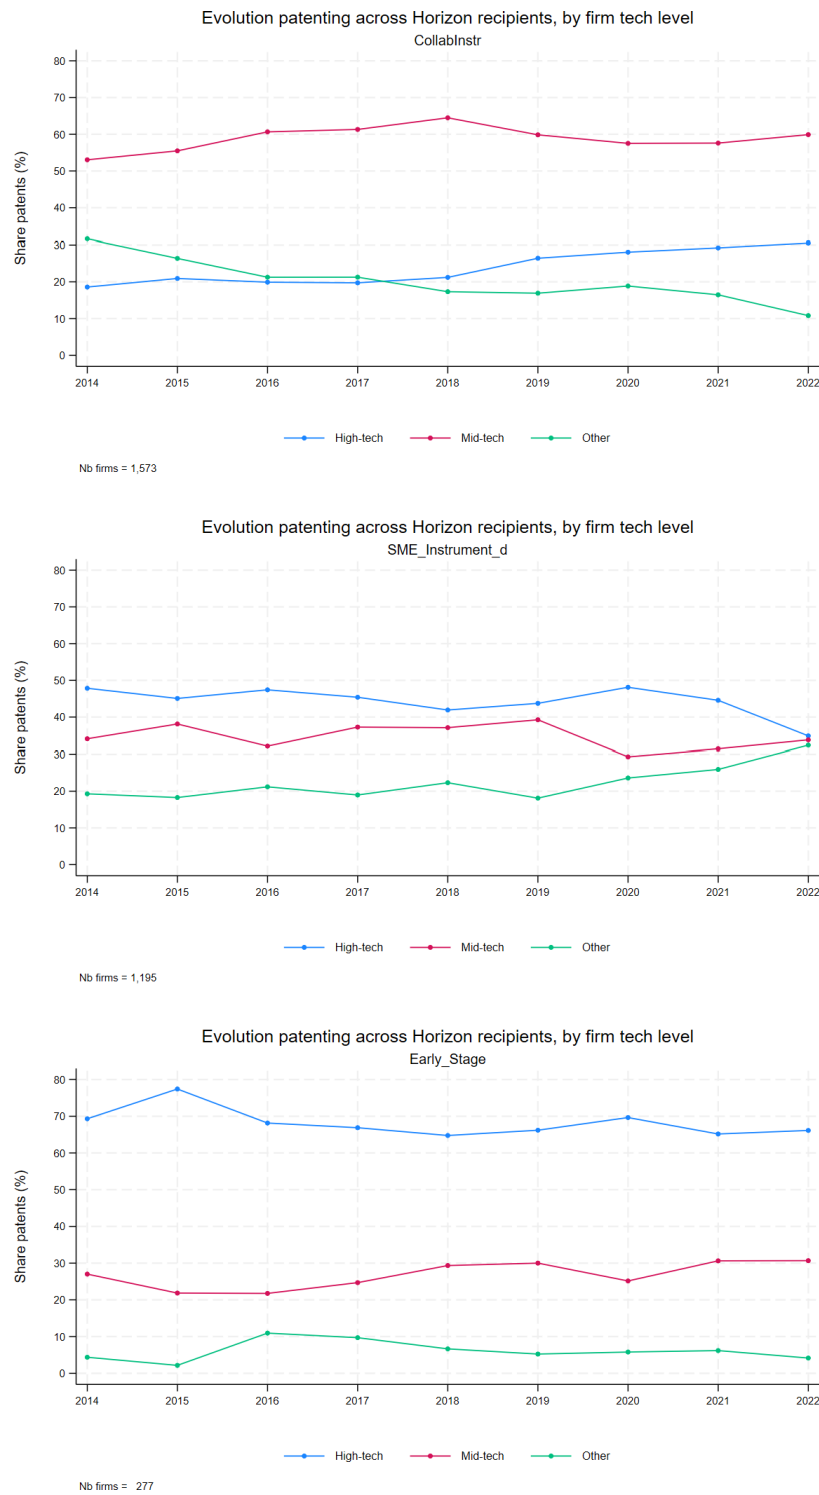 Evolution patenting across Horizon recipients, by firm tech level
CollabInstr
Share patents (%)
80
70
60
50
40
30
20
10
0
2014 2015 2016 2017 2018 2019 2020 2021 2022
High-tech Mid-tech Other
Nb firms = 1,573
Evolution patenting across Horizon recipients, by firm tech level
SME_Instrument_d
Share patents (%)
80
70
60
50
40
30
20
10
0
2014 2015 2016 2017 2018 2019 2020 2021 2022
High-tech Mid-tech Other
Nb firms = 1,195
Evolution patenting across Horizon recipients, by firm tech level
Early_Stage
Share patents (%)
80
70
60
50
40
30
20
10
0
2014 2015 2016 2017 2018 2019 2020 2021 2022
High-tech Mid-tech Other
Nb firms = 277